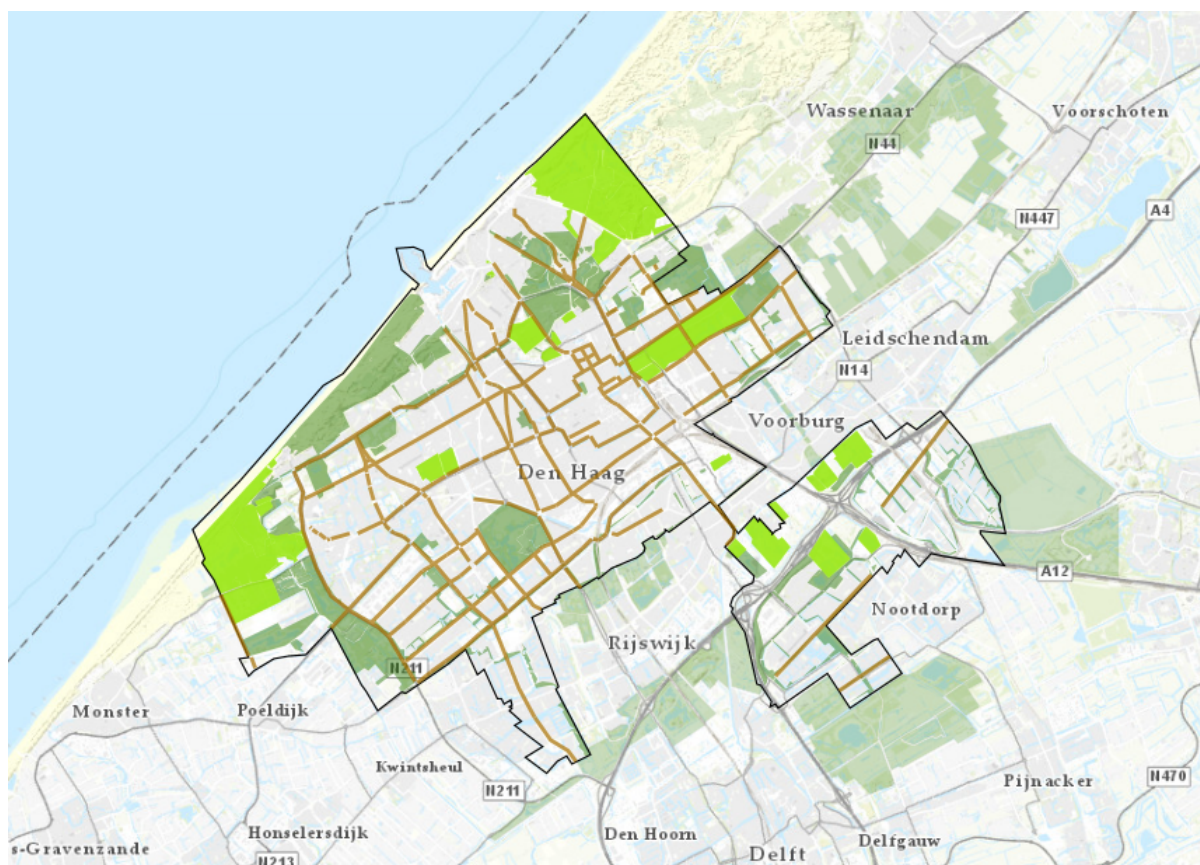 Wassenaar
Voorschoten
N44
N447
A4
Leidschendam
N14
Voorburg
Den Haag
A12
Nootdorp
Rijswijk
N211
Monster
Poeldijk
Kwintsheul
Pijnacker
N470
N211
Honselersdijk
Den Hoorn
Delfgauw
s-Gravenzande
Delft
N213